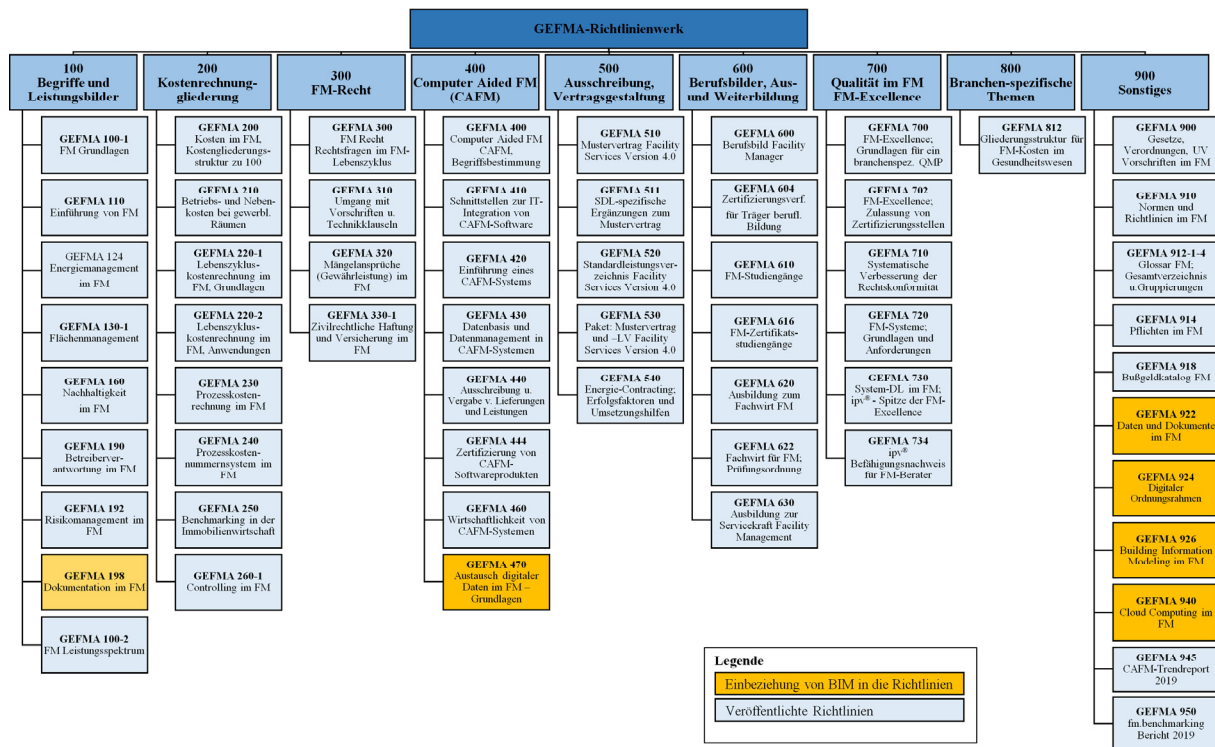 GEFMA-Richtlinienwerk
100
Begriffe und
Leistungsbilder
GEFMA 100-1
FM Grundlagen
GEFMA 110
Einführung von FM
GEFMA 124
Energiemanagement
im FM
GEFMA 130-1
Flächenmanagement
GEFMA 160
Nachhaltigkeit
im FM
GEFMA 190
Betreiberver-
antwortung im FM
GEFMA 192
Risikomanagement im
FM
GEFMA 198
Dokumentation im FM
GEFMA 100-2
FM Leistungsspektrum
200
Kostenrechnung-
gliederung
GEFMA 200
Kosten im FM,
Kostengliederungs-
struktur zu 100
GEFMA 210
Betriebs- und Neben-
kosten bei gewerbl.
Räumen
GEFMA 220-1
Lebenszyklus-
kostenrechnung im
FM, Grundlagen
GEFMA 220-2
Lebenszyklus-
kostenrechnung im
FM, Anwendungen
GEFMA 230
Prozesskosten-
rechnung im FM
GEFMA 240
Prozesskosten-
nummernsystem im
FM
GEFMA 250
Benchmarking in der
Immobilienwirtschaft
GEFMA 260-1
Controlling im FM
300
FM-Recht
GEFMA 300
FM Recht
Rechtsfragen im FM-
Lebenszyklus
GEFMA 310
Umgang mit
Vorschriften u.
Technikklauseln
GEFMA 320
Mängelansprüche
(Gewährleistung) im
FM
GEFMA 330-1
Zivilrechtliche Haftung
und Versicherung im
FM
400
Computer Aided FM
(CAFM)
GEFMA 400
Computer Aided FM
CAFM,
Begriffsbestimmung
GEFMA 410
Schnittstellen zur IT-
Integration von
CAFM-Software
GEFMA 420
Einführung eines
CAFM-Systems
GEFMA 430
Datenbasis und
Datenmanagement in
CAFM-Systemen
GEFMA 440
Ausschreibung u.
Vergabe v. Lieferungen
und Leistungen
GEFMA 444
Zertifizierung von
CAFM-
Softwareprodukten
GEFMA 460
Wirtschaftlichkeit von
CAFM-Systemen
GEFMA 470
Austausch digitaler
Daten im FM –
Grundlagen
500
Ausschreibung,
Vertragsgestaltung
GEFMA 510
Mustervertrag Facility
Services Version 4.0
GEFMA 511
SDL-spezifische
Ergänzungen zum
Mustervertrag
GEFMA 520
Standardleistungsver-
zeichnis Facility
Services Version 4.0
GEFMA 530
Paket: Mustervertrag
und –LV Facility
Services Version 4.0
GEFMA 540
Energie-Contracting;
Erfolgsfaktoren und
Umsetzungshilfen
600
Berufsbilder, Aus-
und Weiterbildung
GEFMA 600
Berufsbild Facility
Manager
GEFMA 604
Zertifizierungsverf.
für Träger berufl.
Bildung
GEFMA 610
FM-Studiengänge
GEFMA 616
FM-Zertifikats-
studiengänge
GEFMA 620
Ausbildung zum
Fachwirt FM
GEFMA 622
Fachwirt für FM;
Prüfungsordnung
GEFMA 630
Ausbildung zur
Servicekraft Facility
Management
700
Qualität im FM
FM-Excellence
GEFMA 700
FM-Excellence;
Grundlagen für ein
branchenspez. QMP
GEFMA 702
FM-Excellence;
Zulassung von
Zertifizierungsstellen
GEFMA 710
Systematische
Verbesserung der
Rechtskonformität
GEFMA 720
FM-Systeme;
Grundlagen und
Anforderungen
GEFMA 730
System-DL im FM;
ipv® - Spitze der FM-
Excellence
GEFMA 734
ipv®
Befähigungsnachweis
für FM-Berater
800
Branchen-spezifische
Themen
GEFMA 812
Gliederungsstruktur für
FM-Kosten im
Gesundheitswesen
900
Sonstiges
GEFMA 900
Gesetze,
Verordnungen, UV
Vorschriften im FM
GEFMA 910
Normen und
Richtlinien im FM
GEFMA 912-1-4
Glossar FM;
Gesamtverzeichnis
u.Gruppierungen
GEFMA 914
Pflichten im FM
GEFMA 918
Bußgeldkatalog FM
GEFMA 922
Daten und Dokumente
im FM
GEFMA 924
Digitaler
Ordnungsrahmen
GEFMA 926
Building Information
Modeling im FM
GEFMA 940
Cloud Computing im
FM
GEFMA 945
CAFM-Trendreport
2019
GEFMA 950
fm.benchmarking
Bericht 2019
Legende
Einbeziehung von BIM in die Richtlinien
Veröffentlichte Richtlinien